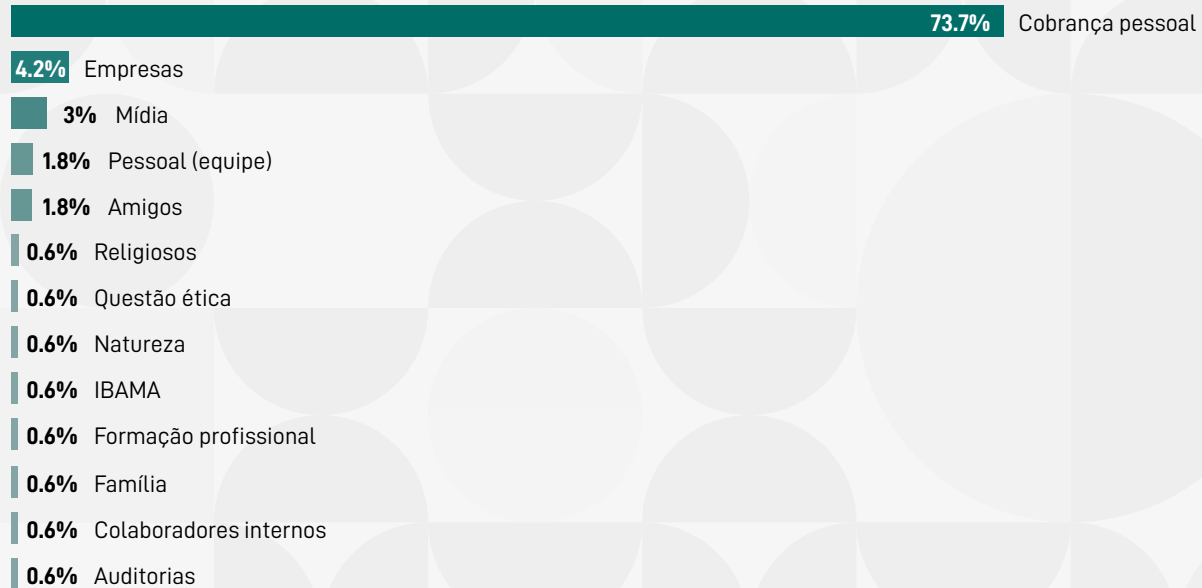 73.7% Cobrança pessoal
4.2% Empresas
3% Mídia
1.8% Pessoal (equipe)
1.8% Amigos
0.6% Religiosos
0.6% Questão ética
0.6% Natureza
0.6% IBAMA
0.6% Formação profissional
0.6% Família
0.6% Colaboradores internos
0.6% Auditorias